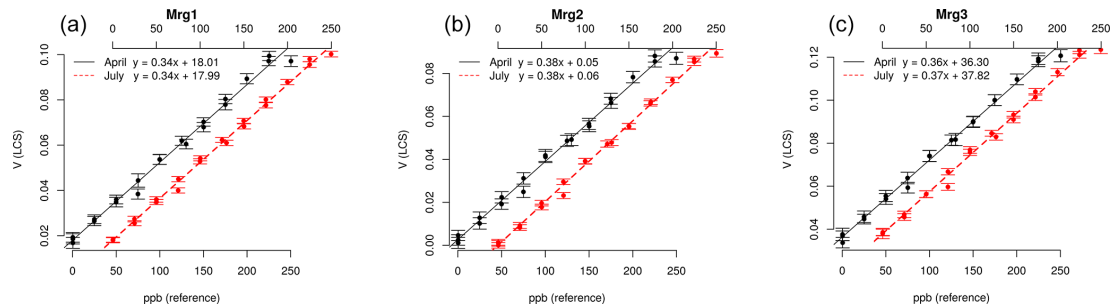 (a)
Mrg1
0 50 100 150 200 250
April y = 0.34x + 18.01
July y = 0.34x + 17.99
V (LCS)
0.10
0.08
0.06
0.04
0.02
0 50 100 150 200 250
ppb (reference)
(b)
Mrg2
0 50 100 150 200 250
April y = 0.38x + 0.05
July y = 0.38x + 0.06
V (LCS)
0.08
0.06
0.04
0.02
0.00
0 50 100 150 200 250
ppb (reference)
(c)
Mrg3
0 50 100 150 200 250
April y = 0.36x + 36.30
July y = 0.37x + 37.82
V (LCS)
0.12
0.10
0.08
0.06
0.04
0 50 100 150 200 250
ppb (reference)